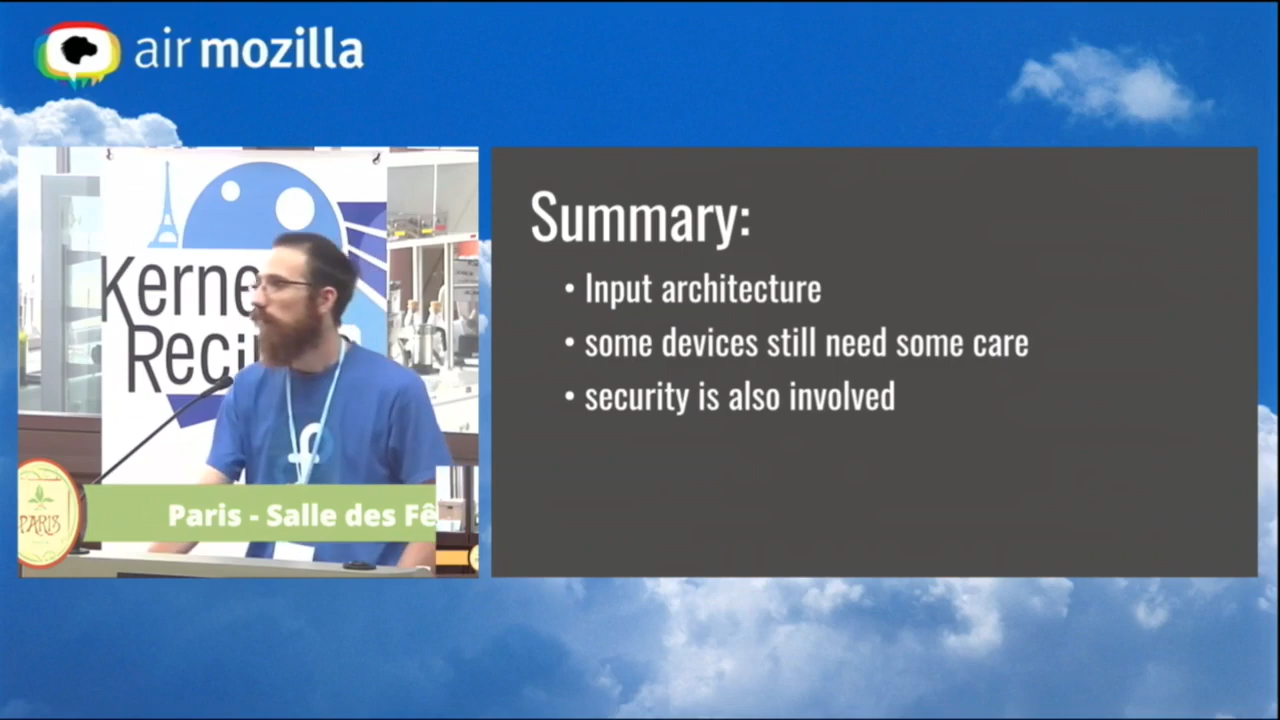 air mozilla
Kerne
Reci
PARIS
Paris - Salle des Fê
Summary:
• Input architecture
• some devices still need some care
• security is also involved